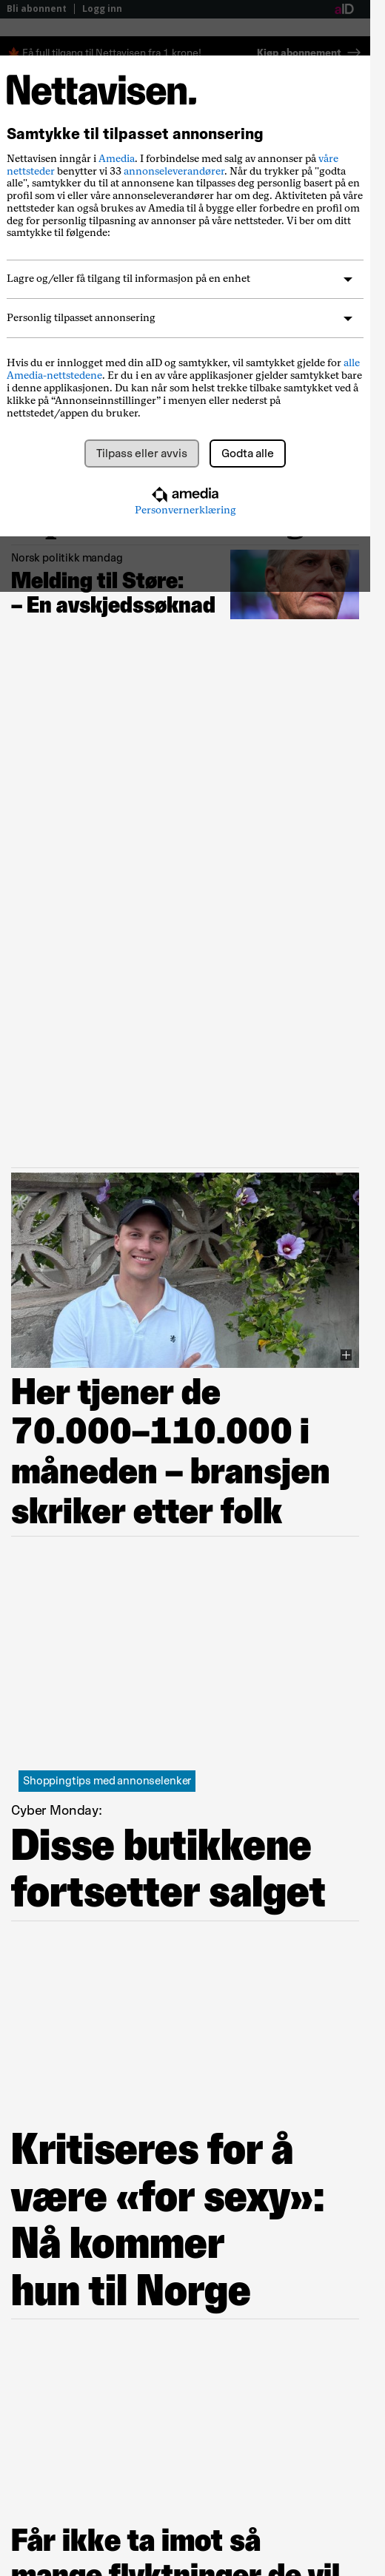 Bli abonnent | Logg inn
aID
Få full tilgang til Nettavisen fra 1 krone!
Kjøp abonnement
Nettavisen.
Samtykke til tilpasset annonsering
Nettavisen inngår i Amedia. I forbindelse med salg av annonser på våre
nettsteder benytter vi 33 annonseleverandører. Når du trykker på "godta
alle", samtykker du til at annonsene kan tilpasses deg personlig basert på en
profil som vi eller våre annonseleverandører har om deg. Aktiviteten på våre
nettsteder kan også brukes av Amedia til å bygge eller forbedre en profil om
deg for personlig tilpasning av annonser på våre nettsteder. Vi ber om ditt
samtykke til følgende:
Lagre og/eller få tilgang til informasjon på en enhet
Personlig tilpasset annonsering
Hvis du er innlogget med din aID og samtykker, vil samtykket gjelde for alle
Amedia-nettstedene. Er du i en av våre applikasjoner gjelder samtykket bare
i denne applikasjonen. Du kan når som helst trekke tilbake samtykket ved å
klikke på “Annonseinnstillinger” i menyen eller nederst på
nettstedet/appen du bruker.
Tilpass eller avvis
Godta alle
amedia
Personvernerklæring
Norsk politikk mandag
Melding til Støre:
– En avskjedssøknad
Her tjener de
70.000–110.000 i
måneden – bransjen
skriker etter folk
Shoppingtips med annonselenker
Cyber Monday:
Disse butikkene
fortsetter salget
Kritiseres for å
være «for sexy»:
Nå kommer
hun til Norge
Får ikke ta imot så
mange flyktninger de vil